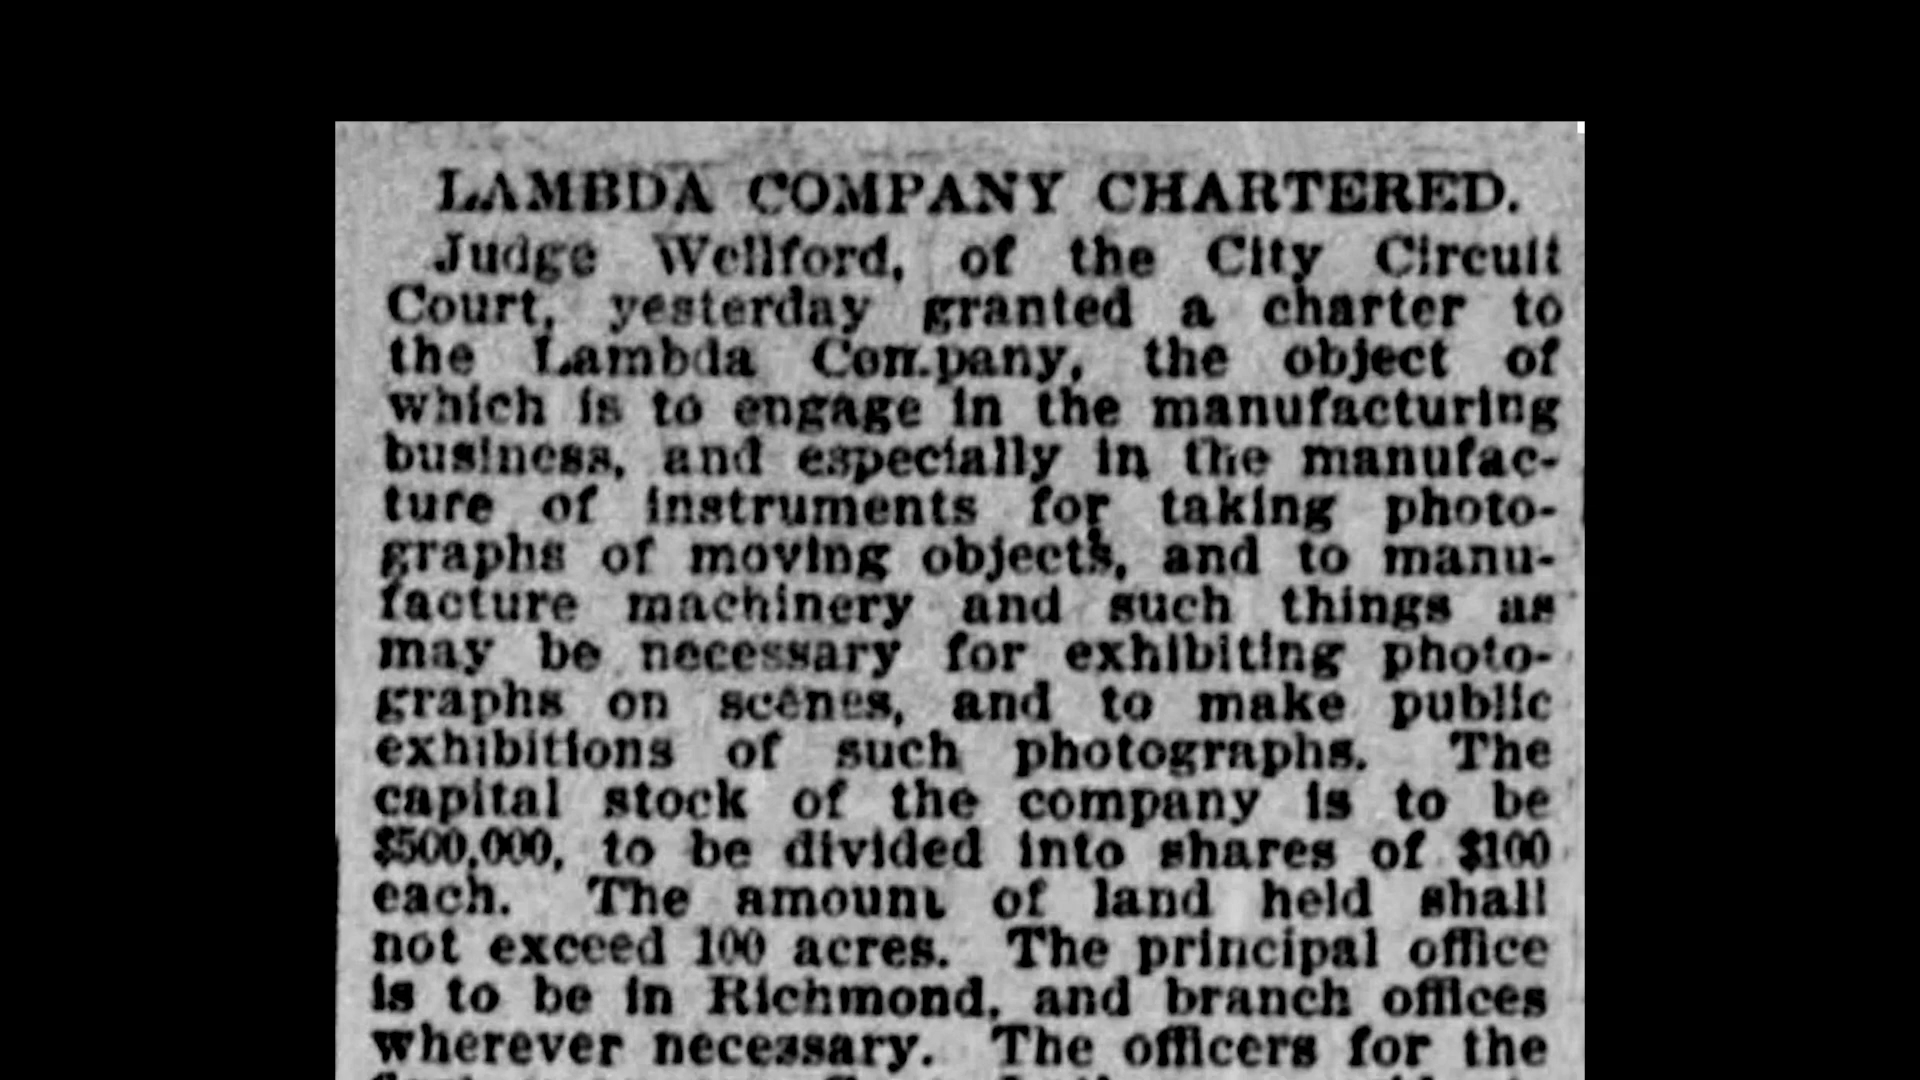 LAMBDA COMPANY CHARTERED.
Judge Wellford, of the City Circuit
Court, yesterday granted a charter to
the Lambda Company, the object of
which is to engage in the manufacturing
business, and especially in the manufac-
ture of instruments for taking photo-
graphs of moving objects, and to manu-
facture machinery and such things as
may be necessary for exhibiting photo-
graphs on scenes, and to make public
exhibitions of such photographs. The
capital stock of the company is to be
$500,000, to be divided into shares of $100
each. The amount of land held shall
not exceed 100 acres. The principal office
is to be in Richmond, and branch offices
wherever necessary. The officers for the